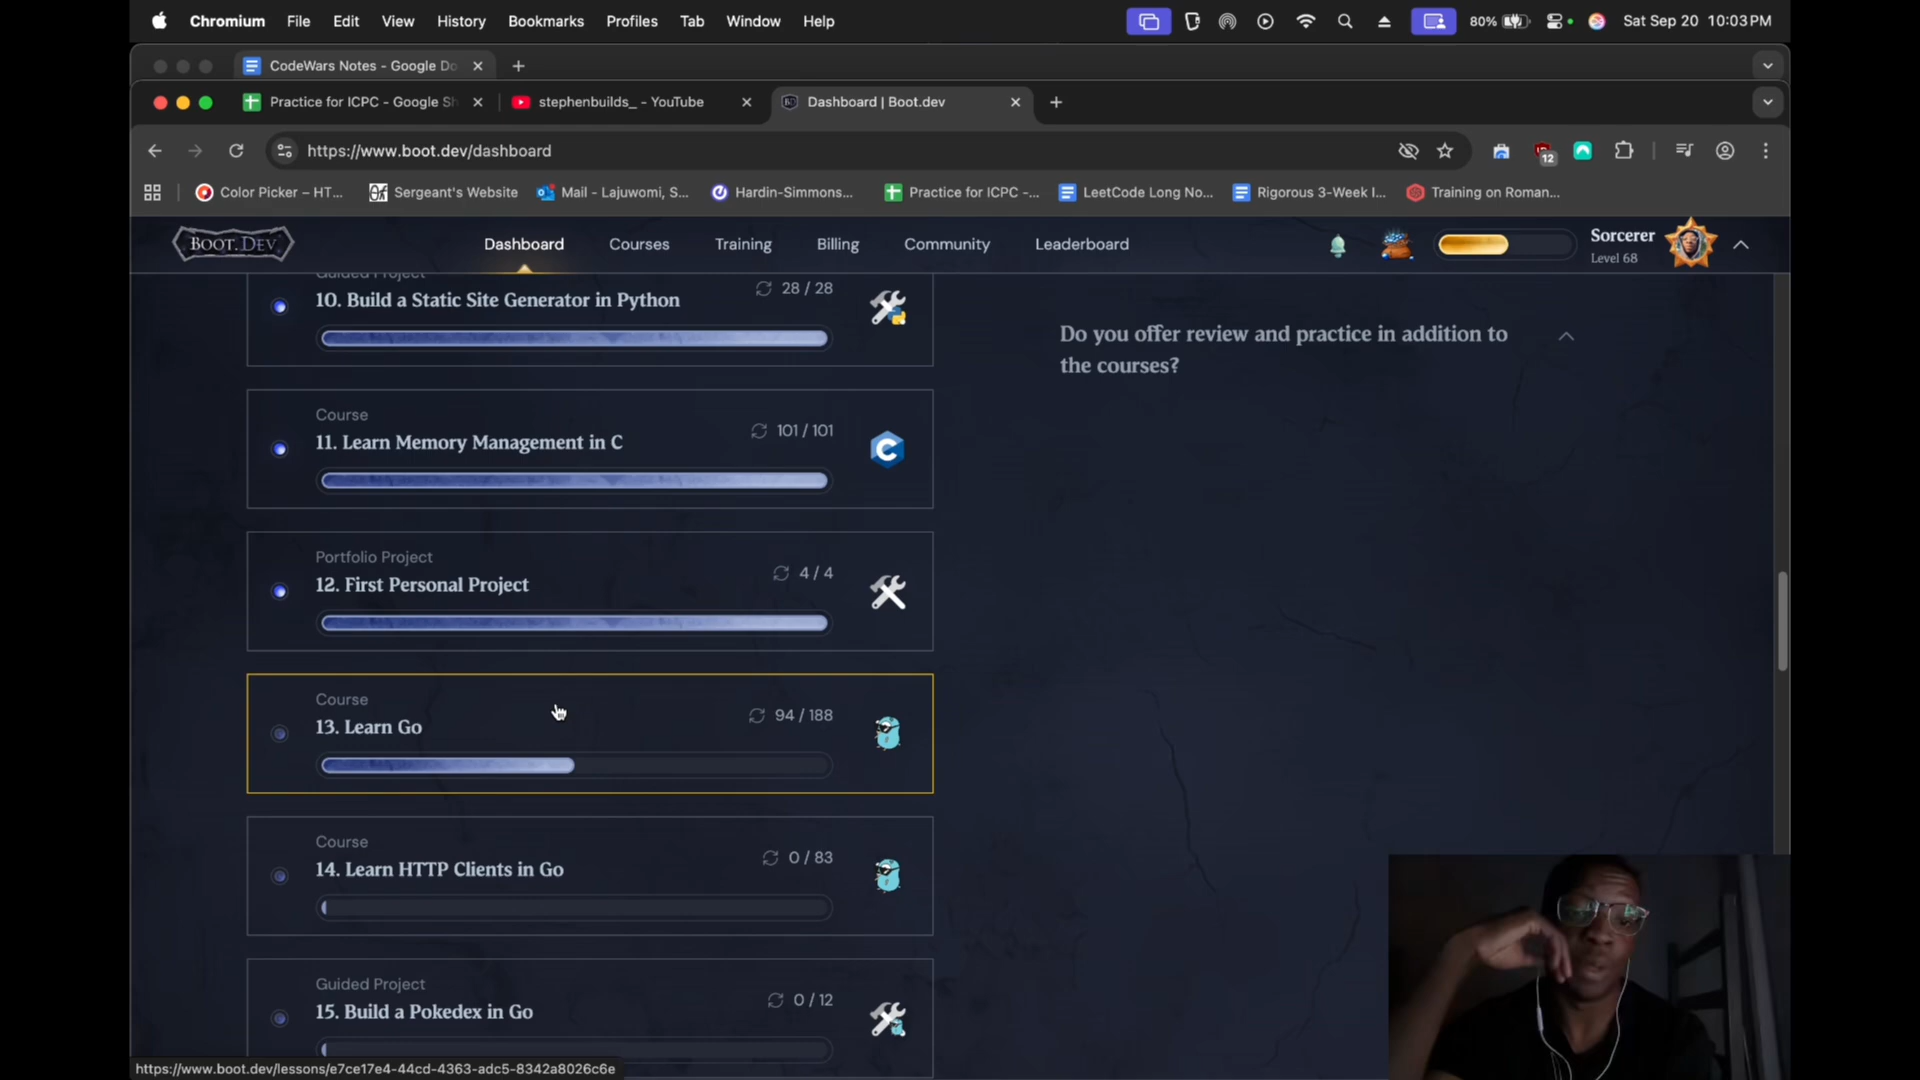 Chromium File Edit View History Bookmarks Profiles Tab Window Help 80% Sat Sep 20 10:03 PM
CodeWars Notes - Google Do
Practice for ICPC - Google Sh stephenbuilds_ - YouTube Dashboard | Boot.dev
https://www.boot.dev/dashboard 12
Color Picker – HT... Sergeant's Website Mail - Lajuwomi, S... Hardin-Simmons... Practice for ICPC -... LeetCode Long No... Rigorous 3-Week I... Training on Roman...
BOOT.DEV Dashboard Courses Training Billing Community Leaderboard Sorcerer
Level 68
Guided Project
10. Build a Static Site Generator in Python 28 / 28
Do you offer review and practice in addition to
the courses?
Course
11. Learn Memory Management in C 101 / 101
C
Portfolio Project
12. First Personal Project 4 / 4
Course
13. Learn Go 94 / 188
Course
14. Learn HTTP Clients in Go 0 / 83
Guided Project
15. Build a Pokedex in Go 0 / 12
https://www.boot.dev/lessons/e7ce17e4-44cd-4363-adc5-8342a8026c6e